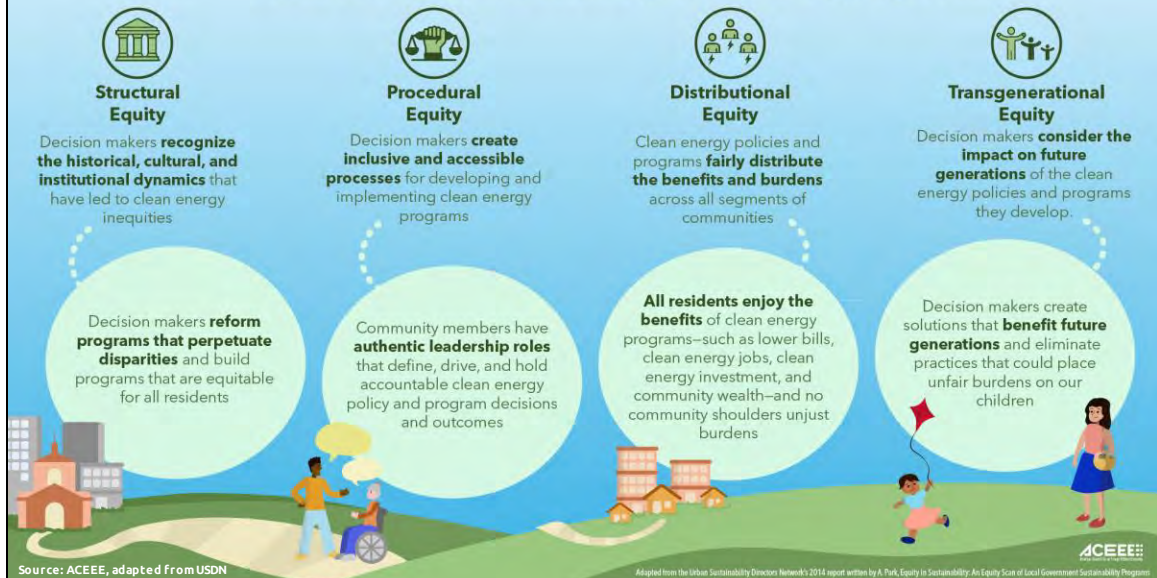 Structural
Equity
Decision makers recognize
the historical, cultural, and
institutional dynamics that
have led to clean energy
inequities
Decision makers reform
programs that perpetuate
disparities and build
programs that are equitable
for all residents
Procedural
Equity
Decision makers create
inclusive and accessible
processes for developing and
implementing clean energy
programs
Community members have
authentic leadership roles
that define, drive, and hold
accountable clean energy
policy and program decisions
and outcomes
Distributional
Equity
Clean energy policies and
programs fairly distribute
the benefits and burdens
across all segments of
communities
All residents enjoy the
benefits of clean energy
programs—such as lower bills,
clean energy jobs, clean
energy investment, and
community wealth—and no
community shoulders unjust
burdens
Transgenerational
Equity
Decision makers consider the
impact on future
generations of the clean
energy policies and programs
they develop.
Decision makers create
solutions that benefit future
generations and eliminate
practices that could place
unfair burdens on our
children
ACEEE
Source: ACEEE, adapted from USDN
Adapted from the Urban Sustainability Directors Network's 2014 report written by A. Park, Equity in Sustainability: An Equity Scan of Local Government Sustainability Programs